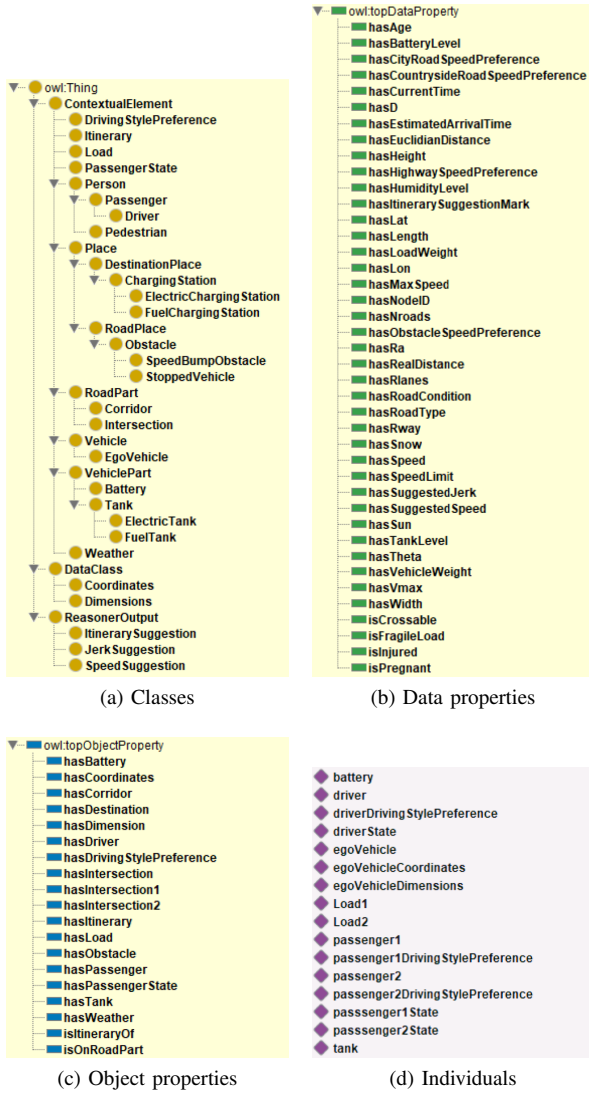 owl:Thing
ContextualElement
DrivingStylePreference
Itinerary
Load
PassengerState
Person
Passenger
Driver
Pedestrian
Place
DestinationPlace
ChargingStation
ElectricChargingStation
FuelChargingStation
RoadPlace
Obstacle
SpeedBumpObstacle
StoppedVehicle
RoadPart
Corridor
Intersection
Vehicle
EgoVehicle
VehiclePart
Battery
Tank
ElectricTank
FuelTank
Weather
DataClass
Coordinates
Dimensions
ReasonerOutput
ItinerarySuggestion
JerkSuggestion
SpeedSuggestion
(a) Classes
owl:topDataProperty
hasAge
hasBatteryLevel
hasCityRoadSpeedPreference
hasCountrysideRoadSpeedPreference
hasCurrentTime
hasD
hasEstimatedArrivalTime
hasEuclidianDistance
hasHeight
hasHighwaySpeedPreference
hasHumidityLevel
hasItinerarySuggestionMark
hasLat
hasLength
hasLoadWeight
hasLon
hasMaxSpeed
hasNodeID
hasNroads
hasObstacleSpeedPreference
hasRa
hasRealDistance
hasRlanes
hasRoadCondition
hasRoadType
hasRway
hasSnow
hasSpeed
hasSpeedLimit
hasSuggestedJerk
hasSuggestedSpeed
hasSun
hasTankLevel
hasTheta
hasVehicleWeight
hasVmax
hasWidth
isCrossable
isFragileLoad
isInjured
isPregnant
(b) Data properties
owl:topObjectProperty
hasBattery
hasCoordinates
hasCorridor
hasDestination
hasDimension
hasDriver
hasDrivingStylePreference
hasIntersection
hasIntersection1
hasIntersection2
hasItinerary
hasLoad
hasObstacle
hasPassenger
hasPassengerState
hasTank
hasWeather
isItineraryOf
isOnRoadPart
(c) Object properties
battery
driver
driverDrivingStylePreference
driverState
egoVehicle
egoVehicleCoordinates
egoVehicleDimensions
Load1
Load2
passenger1
passenger1DrivingStylePreference
passenger2
passenger2DrivingStylePreference
passsenger1State
passsenger2State
tank
(d) Individuals